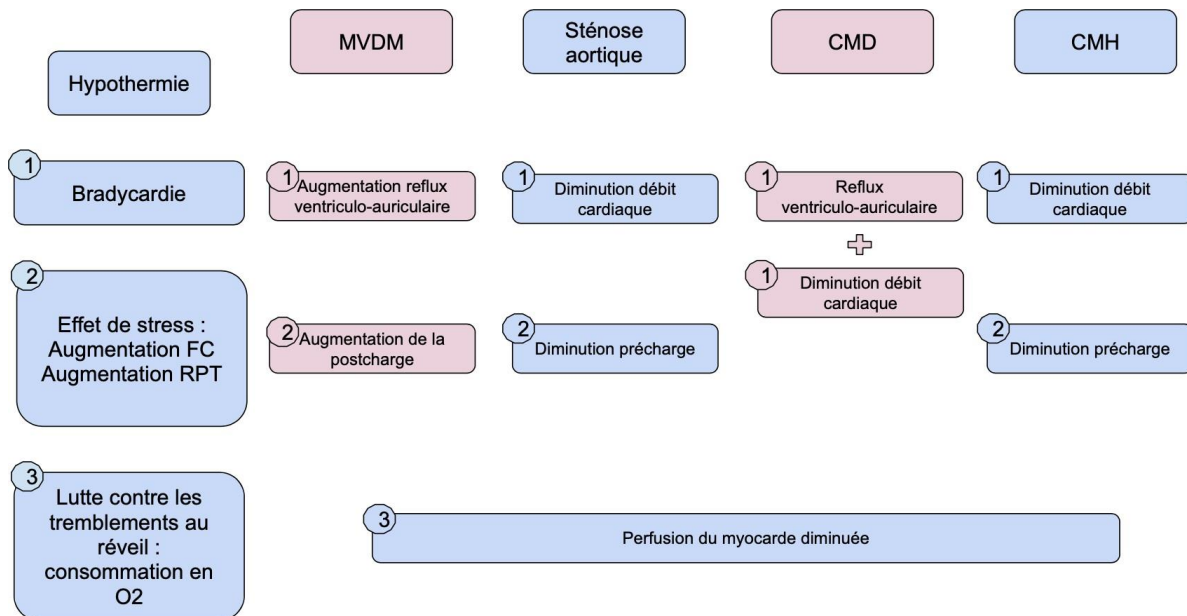 Hypothermie
MVDM
Sténose
aortique
CMD
CMH
1
Bradycardie
1
Augmentation reflux
ventriculo-auriculaire
1
Diminution débit
cardiaque
1
Reflux
ventriculo-auriculaire
1
Diminution débit
cardiaque
1
Diminution débit
cardiaque
2
Effet de stress :
Augmentation FC
Augmentation RPT
2
Augmentation de la
postcharge
2
Diminution précharge
2
Diminution précharge
3
Lutte contre les
tremblements au
réveil :
consommation en
O2
3
Perfusion du myocarde diminuée